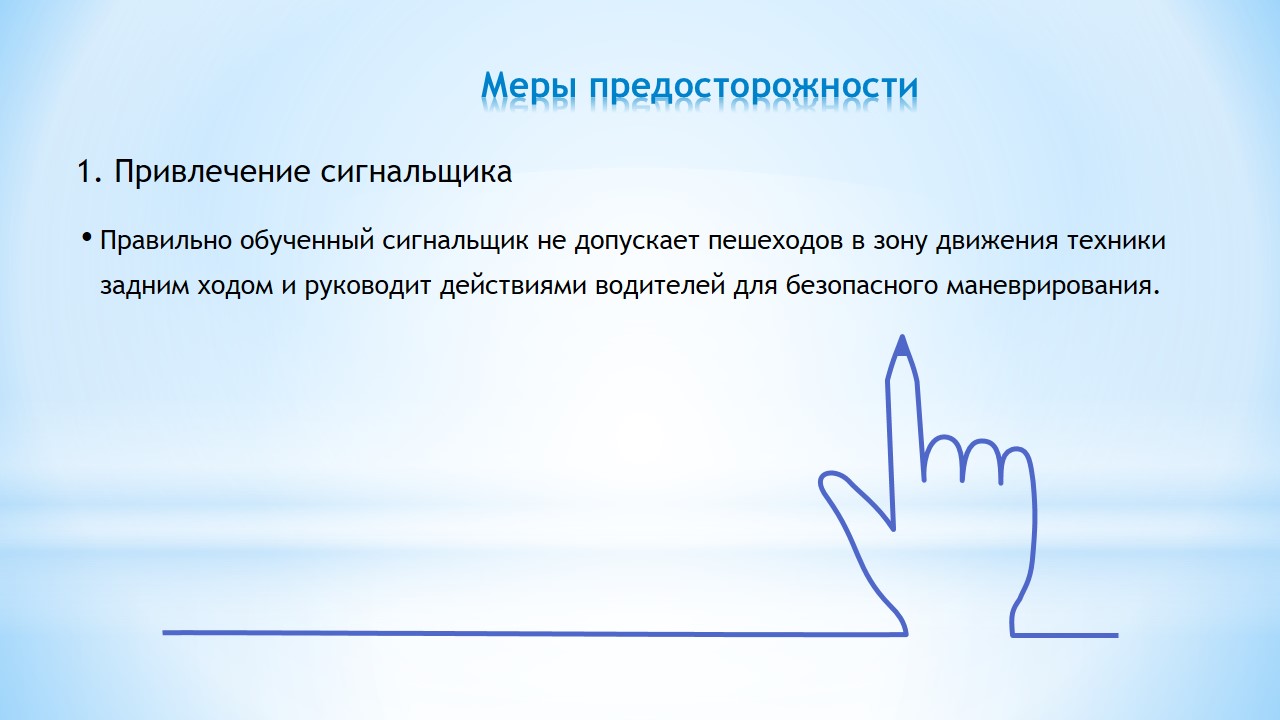 Меры предосторожности
1. Привлечение сигнальщика
• Правильно обученный сигнальщик не допускает пешеходов в зону движения техники
задним ходом и руководит действиями водителей для безопасного маневрирования.